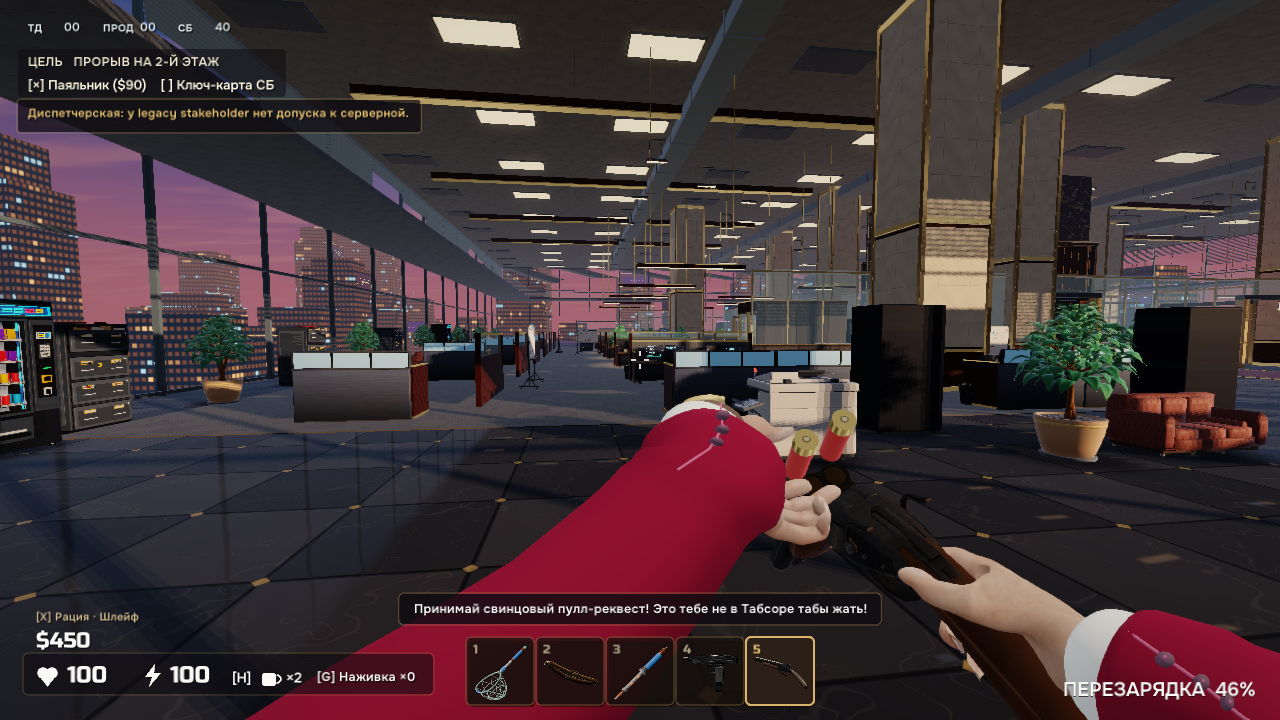 ТД 00 ПРОД 00 СБ 40
ЦЕЛЬ ПРОРЫВ НА 2-Й ЭТАЖ
[×] Паяльник ($90) [ ] Ключ-карта СБ
Диспетчерская: у legacy stakeholder нет допуска к серверной.
Принимай свинцовый пулл-реквест! Это тебе не в Табсоре табы жать!
[X] Рация · Шлейф
$450
100 100 [H] ×2 [G] Наживка ×0
1 2 3 4 5
ПЕРЕЗАРЯДКА 46%